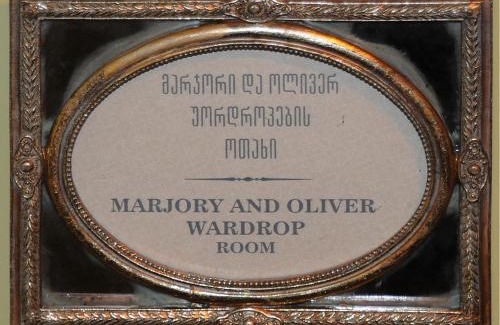 მარჯორი და ოლივერ
უორდროპების
ოთახი
MARJORY AND OLIVER
WARDROP
ROOM